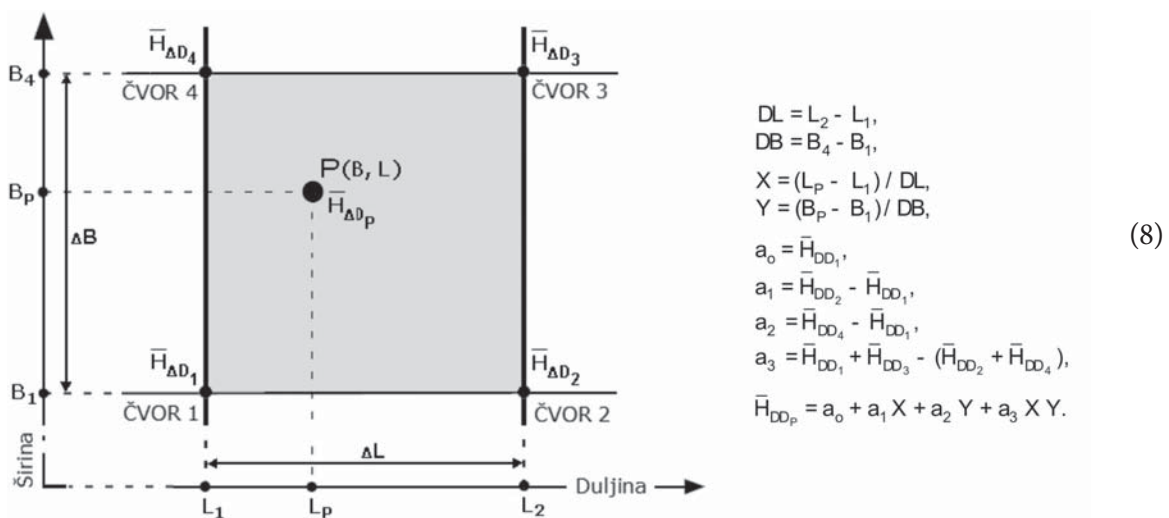 H̅ΔD₄
H̅ΔD₃
B₄
ČVOR 4
ČVOR 3
P(B, L)
Bₚ
H̅ΔDₚ
ΔB
H̅ΔD₁
H̅ΔD₂
B₁
ČVOR 1
ČVOR 2
Širina
ΔL
Duljina
L₁
Lₚ
L₂
DL = L₂ - L₁,
DB = B₄ - B₁,
X = (Lₚ - L₁) / DL,
Y = (Bₚ - B₁) / DB,
aₒ = H̅DD₁,
a₁ = H̅DD₂ - H̅DD₁,
a₂ = H̅DD₄ - H̅DD₁,
a₃ = H̅DD₁ + H̅DD₃ - (H̅DD₂ + H̅DD₄),
H̅DDₚ = aₒ + a₁ X + a₂ Y + a₃ X Y.
(8)